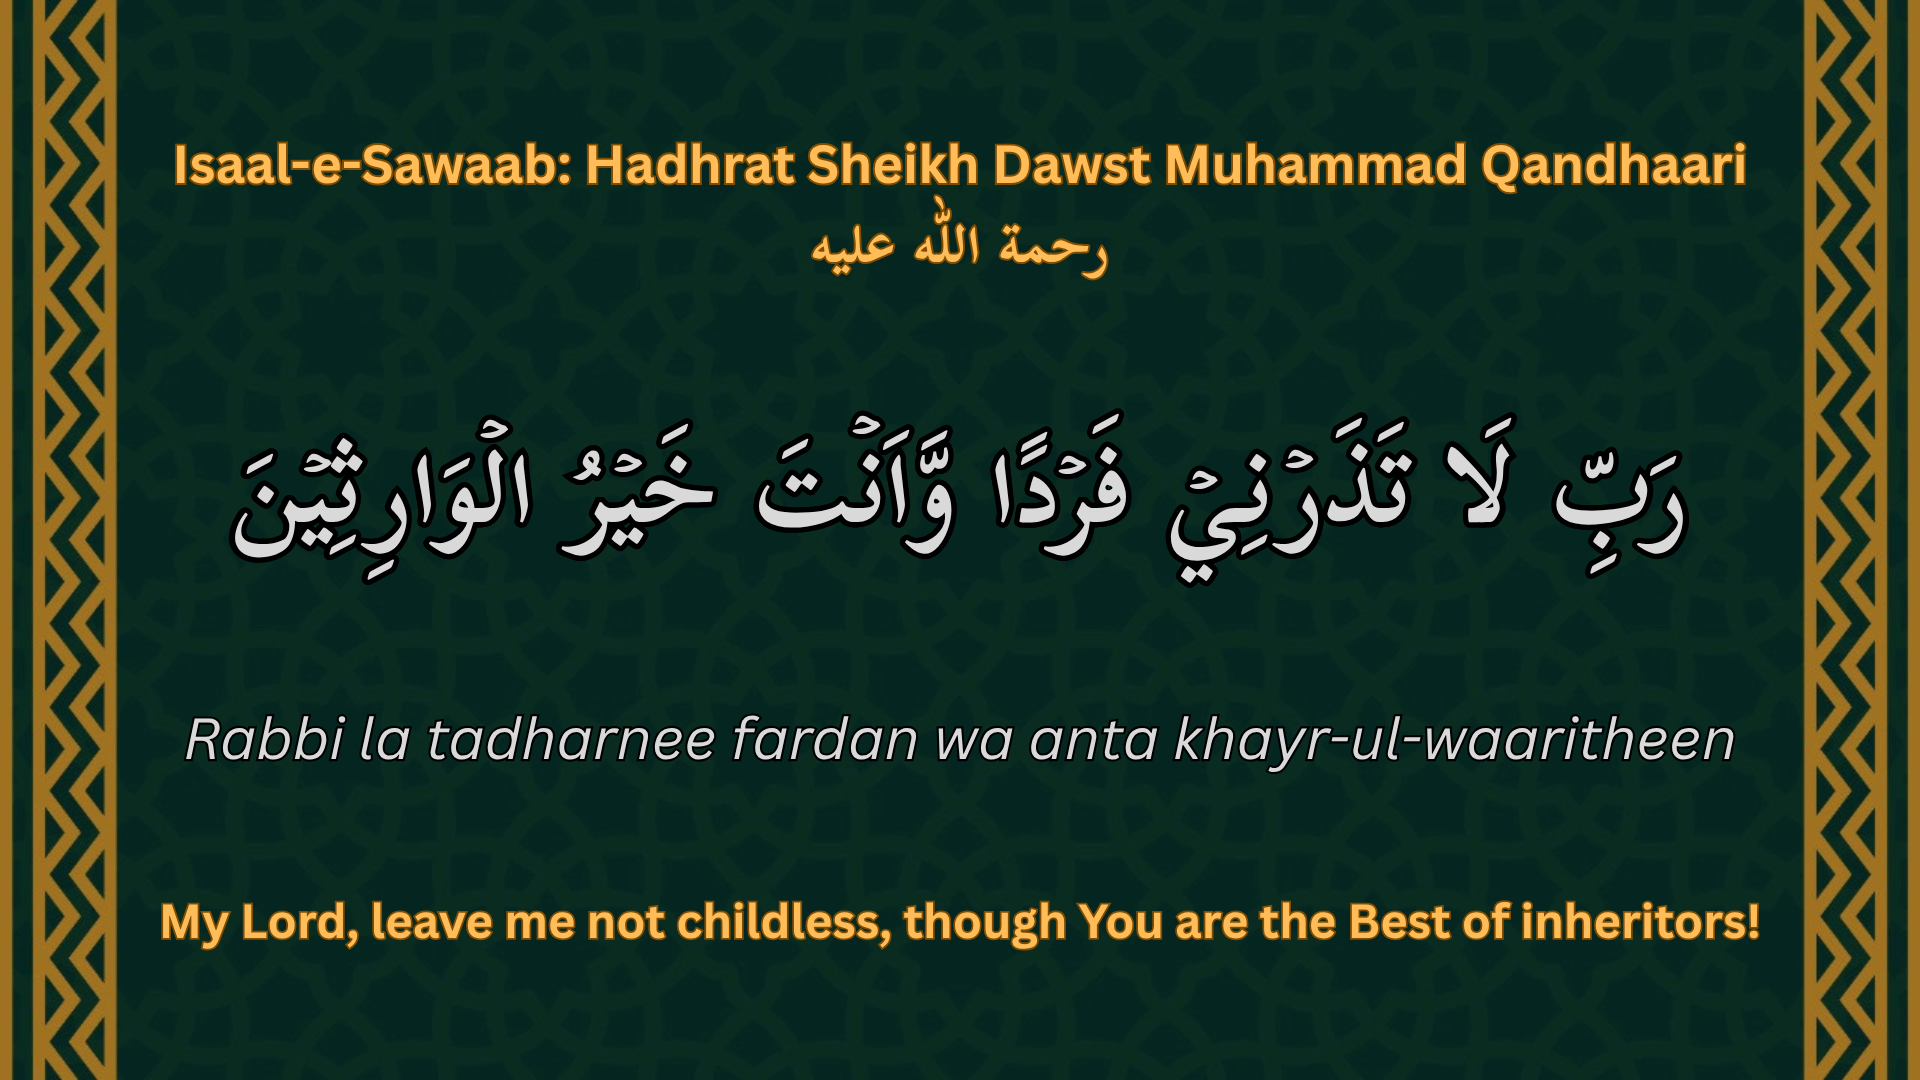 Isaal-e-Sawaab: Hadhrat Sheikh Dawst Muhammad Qandhaari
رحمة الله عليه
رَبِّ لَا تَذَرْنِيْ فَرْدًا وَّاَنْتَ خَيْرُ الْوَارِثِيْنَ
Rabbi la tadharnee fardan wa anta khayr-ul-waaritheen
My Lord, leave me not childless, though You are the Best of inheritors!